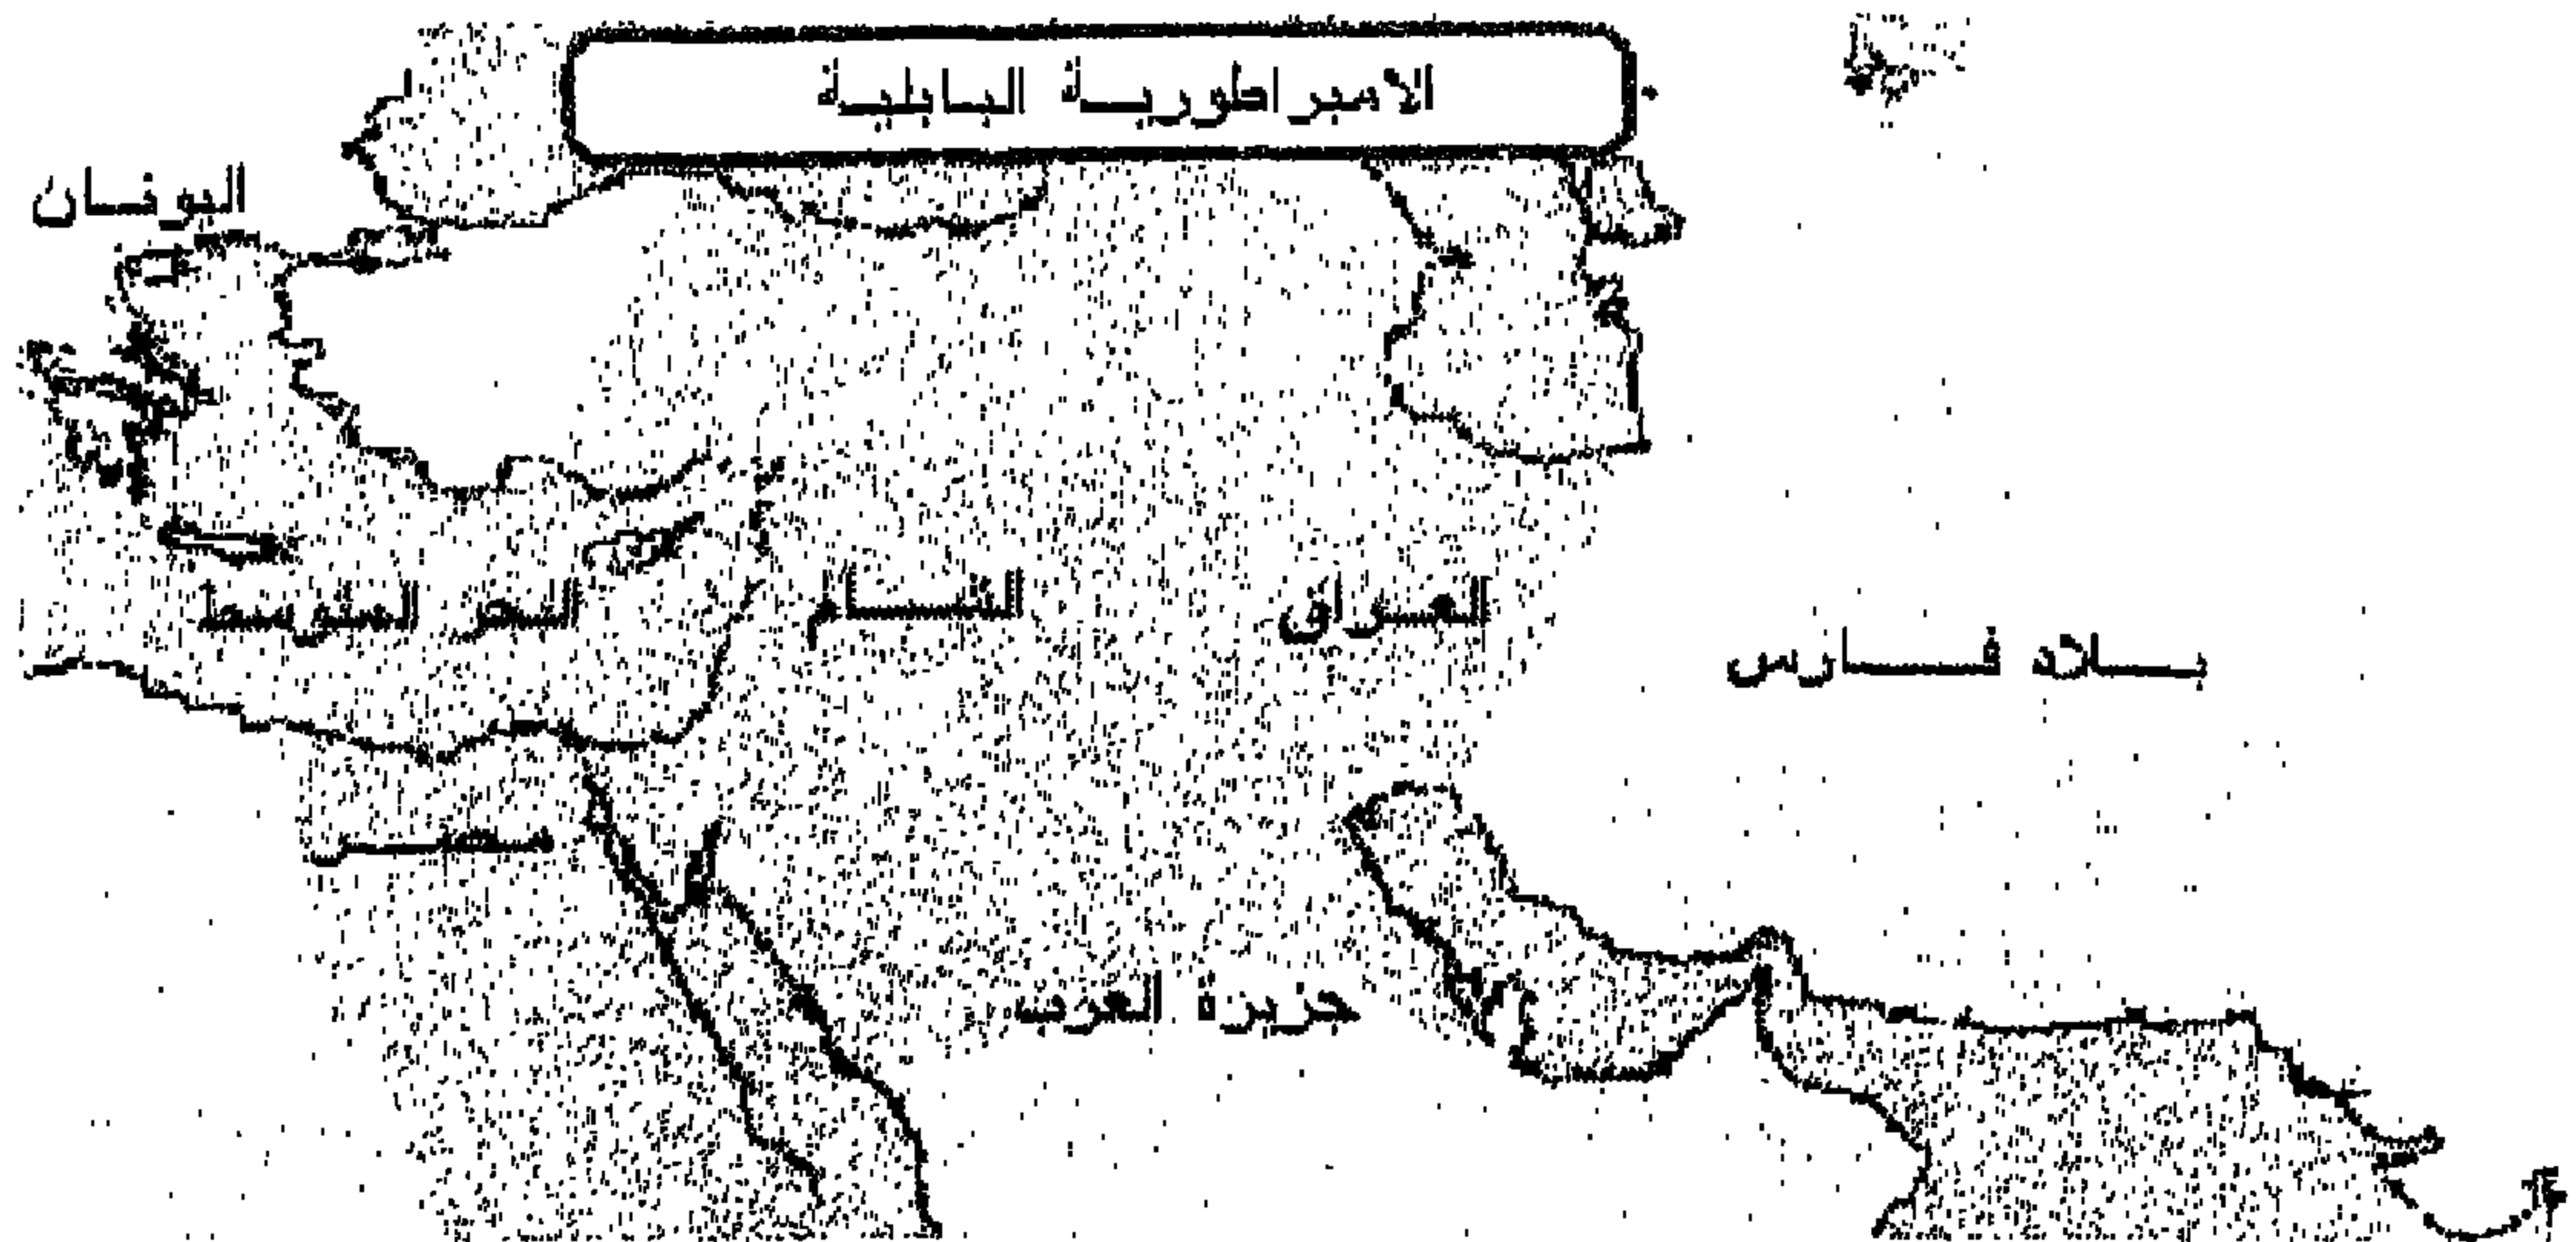 الامبراطورية البابلية
اليونان
البحر المتوسط
الشام
العراق
بلاد فارس
مصر
جزيرة العرب